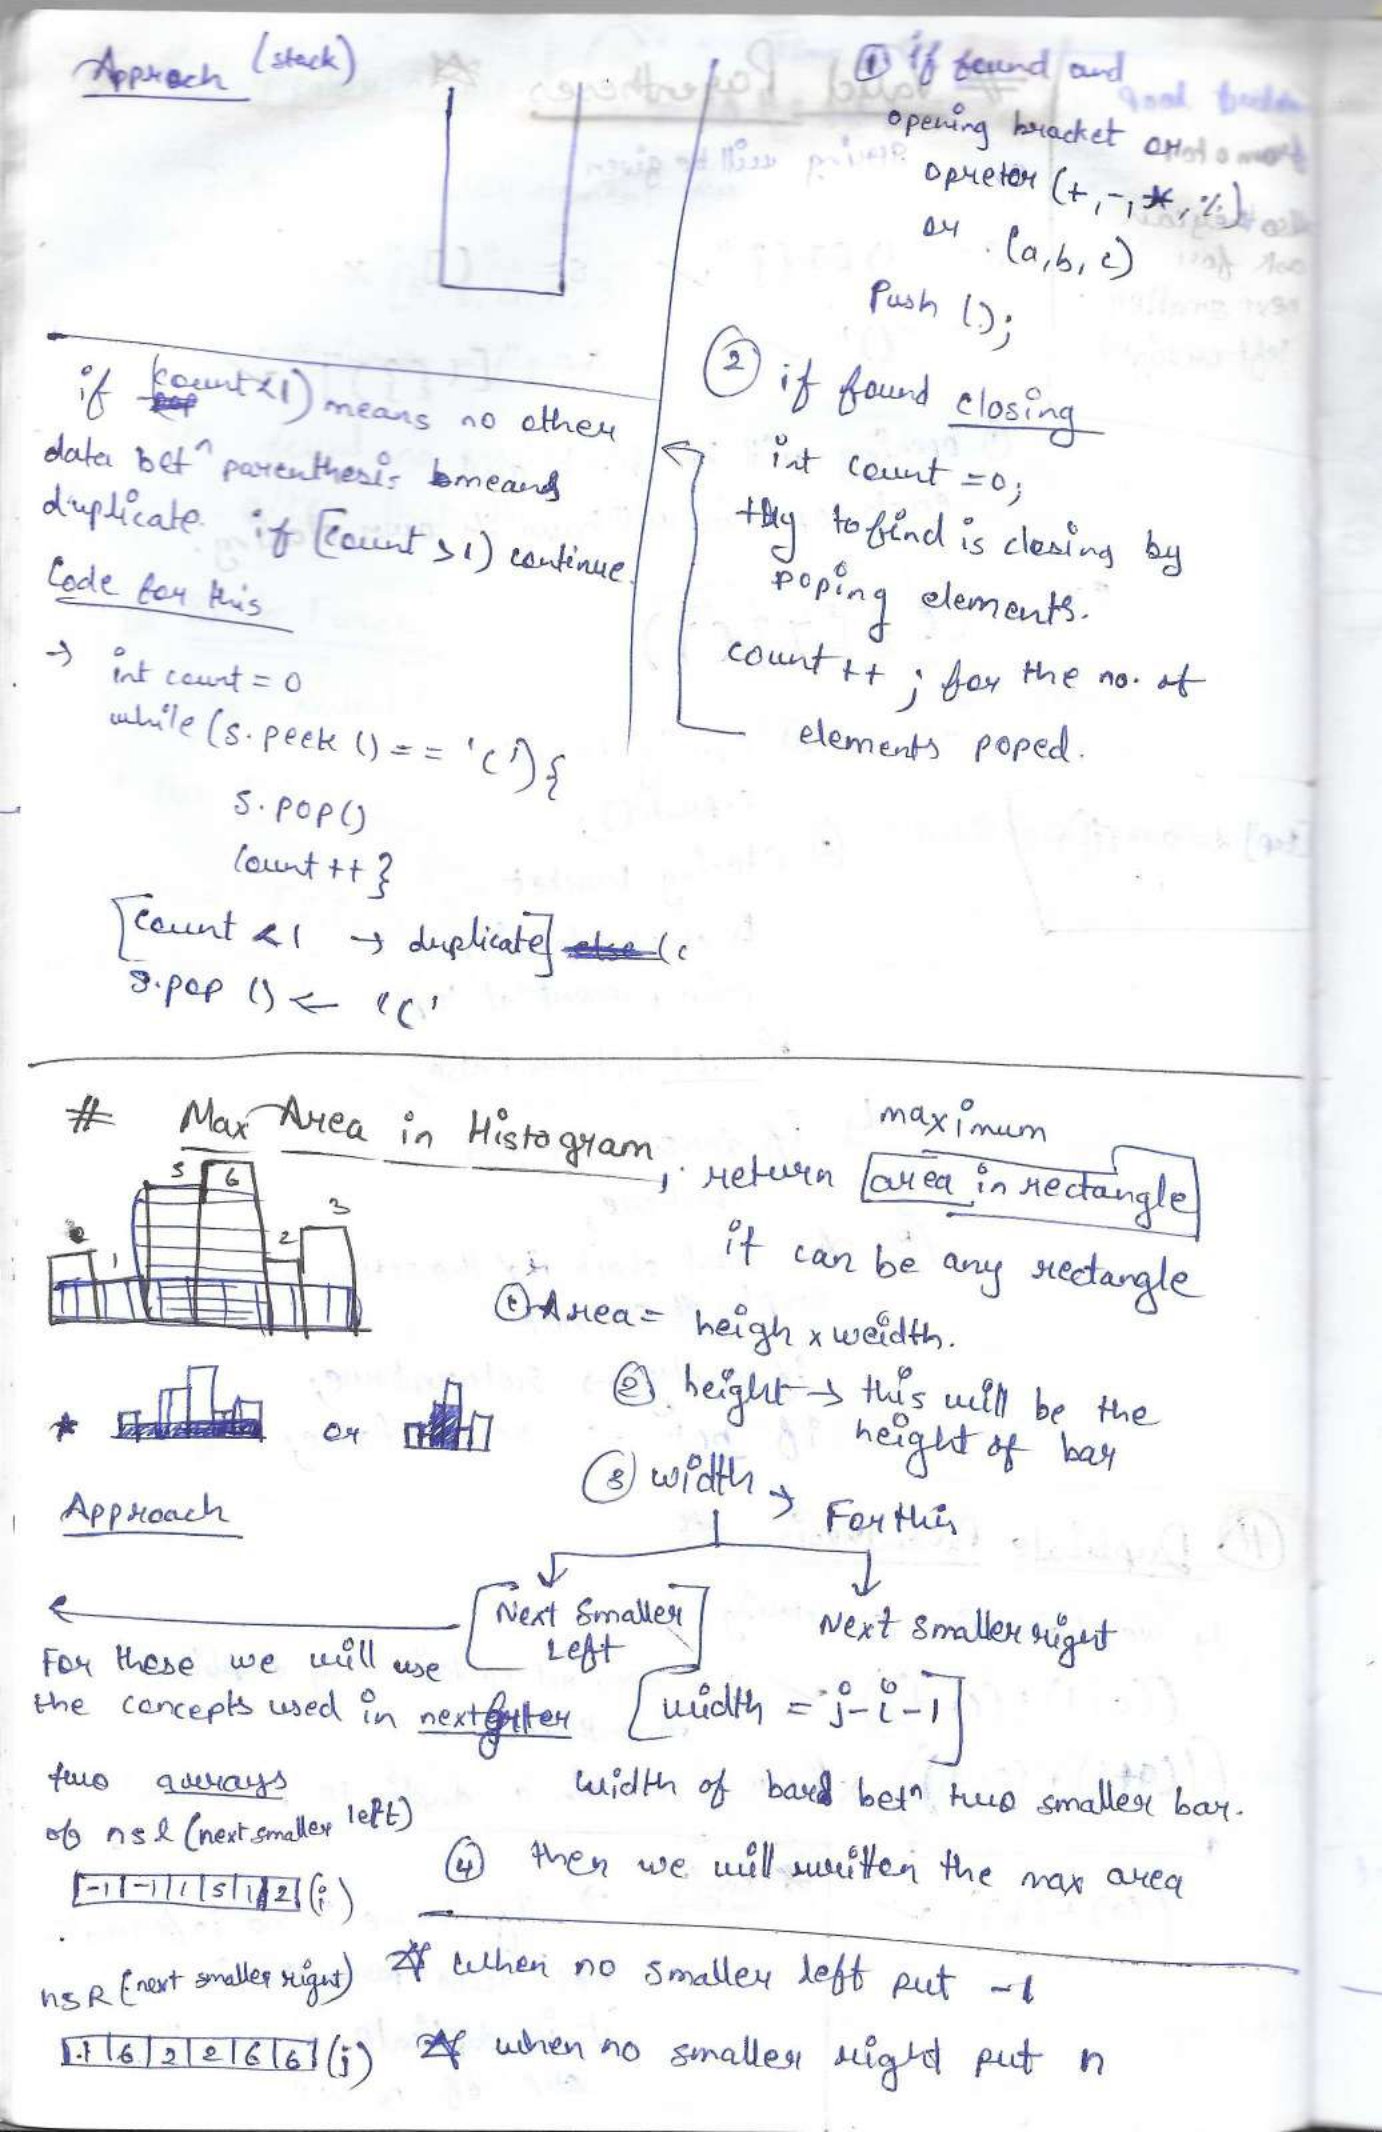 Approach (stack)
① if found and
opening bracket or
opretor (+, -, *, %)
or (a, b, c)
Push ();
② if found closing
int count = 0;
try to find is closing by
poping elements.
count ++ ; for the no. of
elements poped.
if (count < 1) means no other
data betn parenthesis means
duplicate. if [count > 1) continue.
Code for this
→ int count = 0
while (s.peek () == '(') {
s.pop()
Count ++ }
[count < 1 → duplicate] else (c
s.pop () ← '('
# Max Area in Histogram, return maximum
area in rectangle
it can be any rectangle
5 6
2 1 2 3
① Area = heigh x weidth.
② height → this will be the
height of bar
★ or
③ width → For this
Approach
Next Smaller
Left
Next smaller right
For these we will use
the concepts used in next
[width = j-i-1]
two arrays
of nsl (next smaller left)
width of bar betn two smaller bar.
|-1|-1|1|5|1|2| (i)
④ then we will written the max area
nsR (next smaller right)
☆ when no smaller left put -1
|1|6|2|2|6|6| (j)
☆ when no smaller right put n